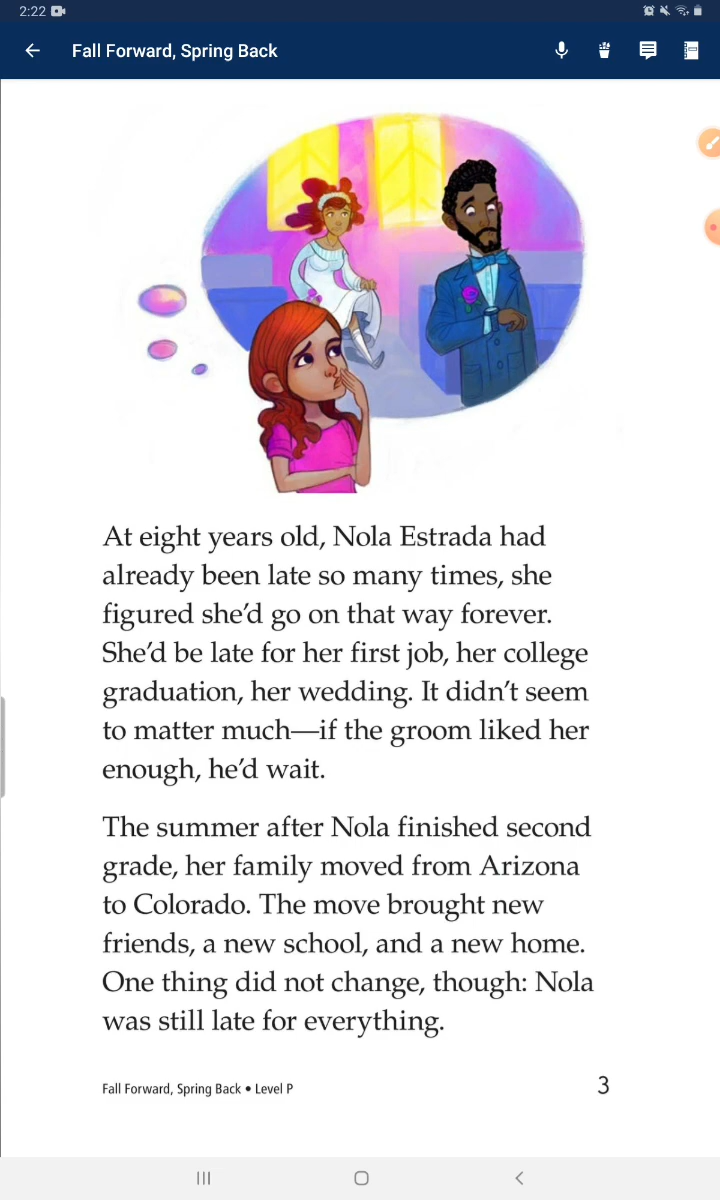 2:22
Fall Forward, Spring Back
At eight years old, Nola Estrada had
already been late so many times, she
figured she’d go on that way forever.
She’d be late for her first job, her college
graduation, her wedding. It didn’t seem
to matter much—if the groom liked her
enough, he’d wait.
The summer after Nola finished second
grade, her family moved from Arizona
to Colorado. The move brought new
friends, a new school, and a new home.
One thing did not change, though: Nola
was still late for everything.
Fall Forward, Spring Back • Level P
3